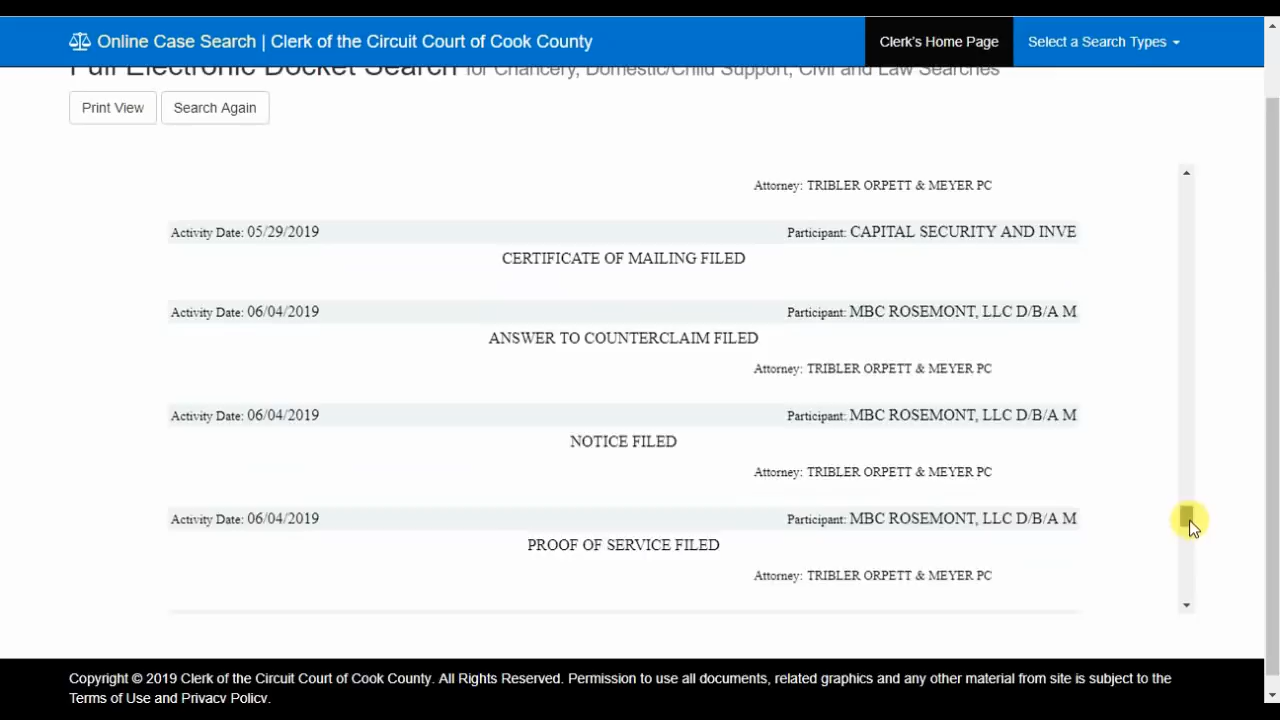 Online Case Search | Clerk of the Circuit Court of Cook County
Clerk's Home Page
Select a Search Types
Full Electronic Docket Search for Chancery, Domestic/Child Support, Civil and Law Searches
Print View
Search Again
Attorney: TRIBLER ORPETT & MEYER PC
Activity Date: 05/29/2019 Participant: CAPITAL SECURITY AND INVE
CERTIFICATE OF MAILING FILED
Activity Date: 06/04/2019 Participant: MBC ROSEMONT, LLC D/B/A M
ANSWER TO COUNTERCLAIM FILED
Attorney: TRIBLER ORPETT & MEYER PC
Activity Date: 06/04/2019 Participant: MBC ROSEMONT, LLC D/B/A M
NOTICE FILED
Attorney: TRIBLER ORPETT & MEYER PC
Activity Date: 06/04/2019 Participant: MBC ROSEMONT, LLC D/B/A M
PROOF OF SERVICE FILED
Attorney: TRIBLER ORPETT & MEYER PC
Copyright © 2019 Clerk of the Circuit Court of Cook County. All Rights Reserved. Permission to use all documents, related graphics and any other material from site is subject to the
Terms of Use and Privacy Policy.